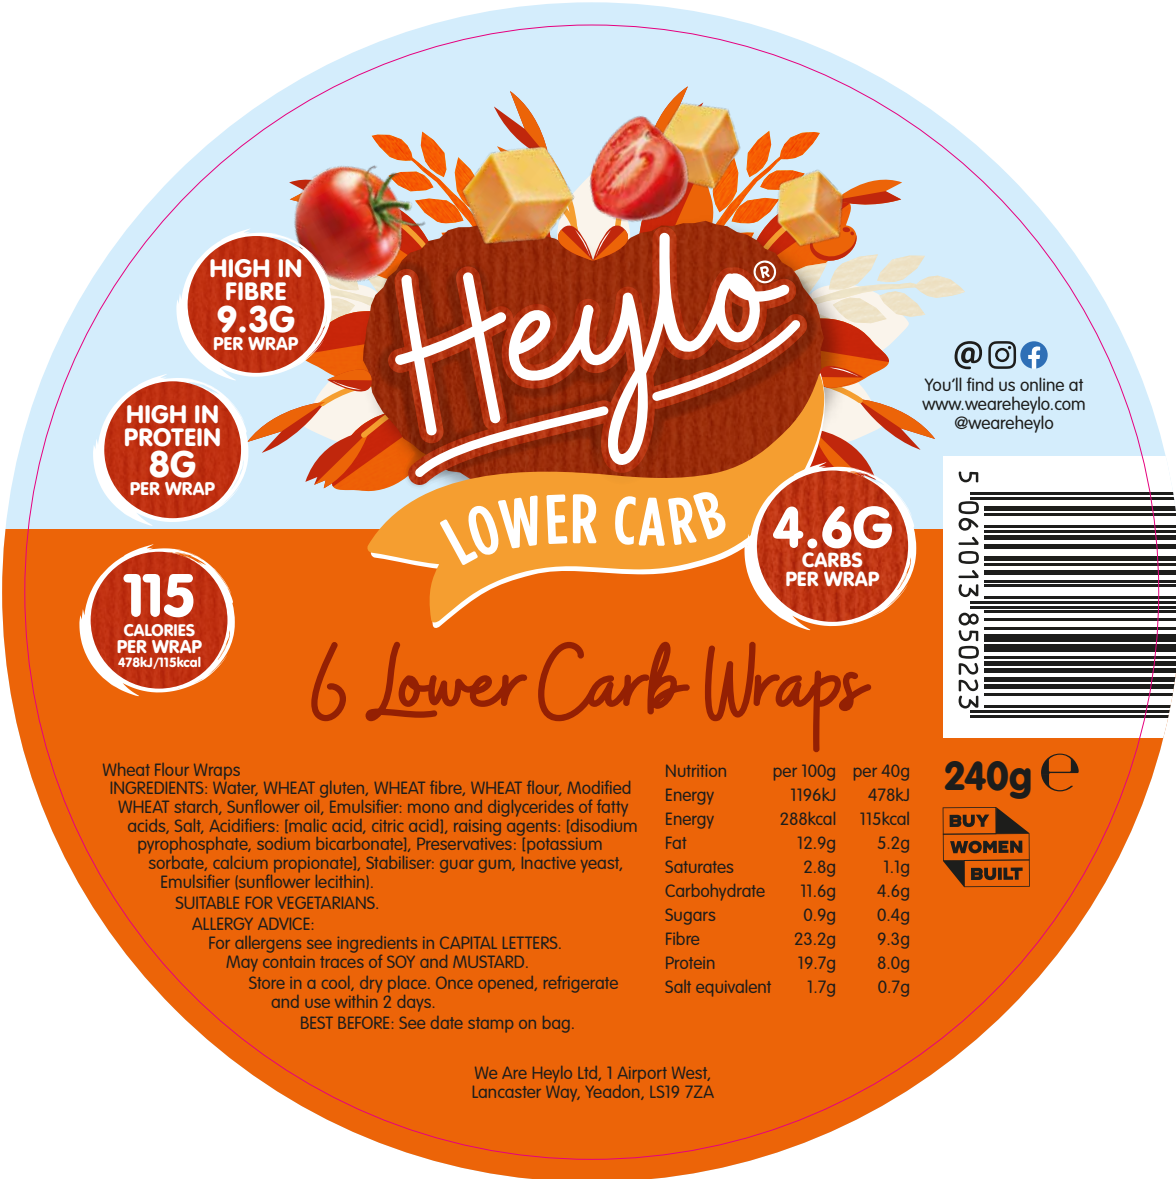 Heylo®
LOWER CARB
HIGH IN
FIBRE
9.3G
PER WRAP
HIGH IN
PROTEIN
8G
PER WRAP
115
CALORIES
PER WRAP
478kJ/115kcal
4.6G
CARBS
PER WRAP
@
You'll find us online at
www.weareheylo.com
@weareheylo
5 061013 850223
6 Lower Carb Wraps
Wheat Flour Wraps
INGREDIENTS: Water, WHEAT gluten, WHEAT fibre, WHEAT flour, Modified
WHEAT starch, Sunflower oil, Emulsifier: mono and diglycerides of fatty
acids, Salt, Acidifiers: [malic acid, citric acid], raising agents: [disodium
pyrophosphate, sodium bicarbonate], Preservatives: [potassium
sorbate, calcium propionate], Stabiliser: guar gum, Inactive yeast,
Emulsifier (sunflower lecithin).
SUITABLE FOR VEGETARIANS.
ALLERGY ADVICE:
For allergens see ingredients in CAPITAL LETTERS.
May contain traces of SOY and MUSTARD.
Store in a cool, dry place. Once opened, refrigerate
and use within 2 days.
BEST BEFORE: See date stamp on bag.
Nutrition per 100g per 40g
Energy 1196kJ 478kJ
Energy 288kcal 115kcal
Fat 12.9g 5.2g
Saturates 2.8g 1.1g
Carbohydrate 11.6g 4.6g
Sugars 0.9g 0.4g
Fibre 23.2g 9.3g
Protein 19.7g 8.0g
Salt equivalent 1.7g 0.7g
240g ℮
BUY
WOMEN
BUILT
We Are Heylo Ltd, 1 Airport West,
Lancaster Way, Yeadon, LS19 7ZA